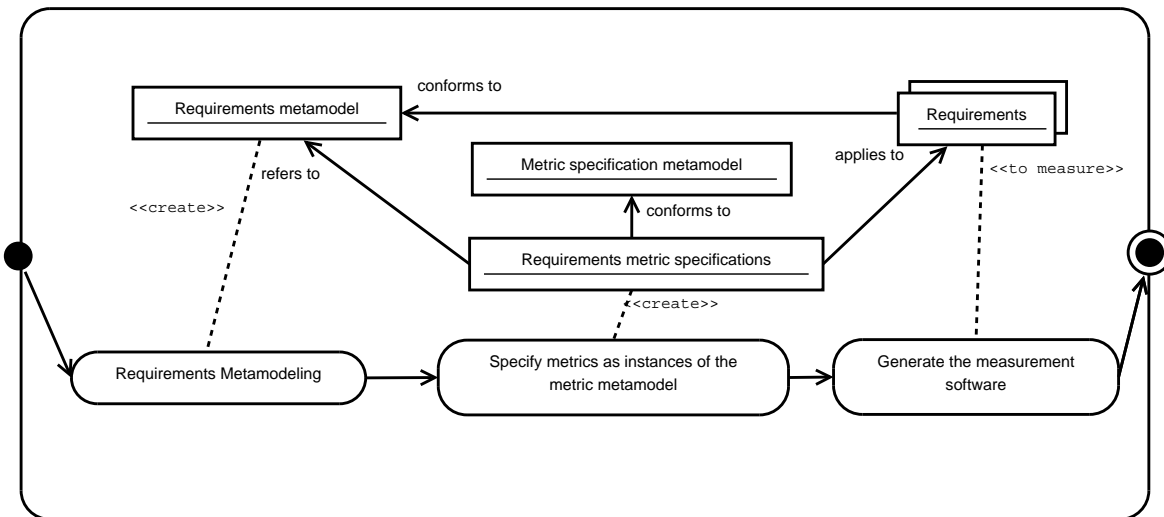 conforms to
Requirements metamodel
Requirements
Metric specification metamodel
applies to
refers to
<<to measure>>
<<create>>
conforms to
Requirements metric specifications
<<create>>
Requirements Metamodeling
Specify metrics as instances of the
metric metamodel
Generate the measurement
software